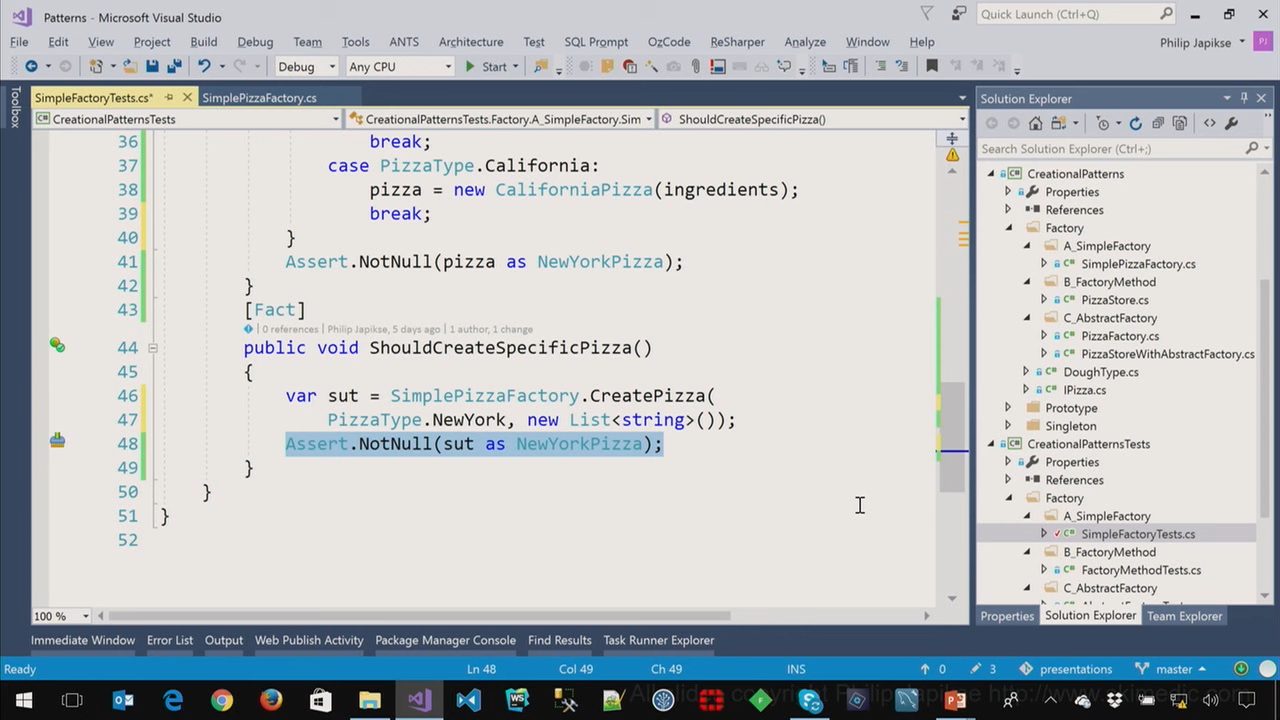 Patterns - Microsoft Visual Studio
Quick Launch (Ctrl+Q)
File Edit View Project Build Debug Team Tools ANTS Architecture Test SQL Prompt OzCode ReSharper Analyze Window Help
Philip Japikse PJ
Debug Any CPU Start
Toolbox
SimpleFactoryTests.cs* SimplePizzaFactory.cs
CreationalPatternsTests CreationalPatternsTests.Factory.A_SimpleFactory.Sim ShouldCreateSpecificPizza()
36 break;
37 case PizzaType.California:
38 pizza = new CaliforniaPizza(ingredients);
39 break;
40 }
41 Assert.NotNull(pizza as NewYorkPizza);
42 }
43 [Fact]
0 references | Philip Japikse, 5 days ago | 1 author, 1 change
44 public void ShouldCreateSpecificPizza()
45 {
46 var sut = SimplePizzaFactory.CreatePizza(
47 PizzaType.NewYork, new List<string>());
48 Assert.NotNull(sut as NewYorkPizza);
49 }
50 }
51 }
52
100 %
Solution Explorer
Search Solution Explorer (Ctrl+;)
CreationalPatterns
Properties
References
Factory
A_SimpleFactory
SimplePizzaFactory.cs
B_FactoryMethod
PizzaStore.cs
C_AbstractFactory
PizzaFactory.cs
PizzaStoreWithAbstractFactory.cs
DoughType.cs
IPizza.cs
Prototype
Singleton
CreationalPatternsTests
Properties
References
Factory
A_SimpleFactory
SimpleFactoryTests.cs
B_FactoryMethod
FactoryMethodTests.cs
C_AbstractFactory
Properties Solution Explorer Team Explorer
Immediate Window Error List Output Web Publish Activity Package Manager Console Find Results Task Runner Explorer
Ready Ln 48 Col 49 Ch 49 INS 0 3 presentations master